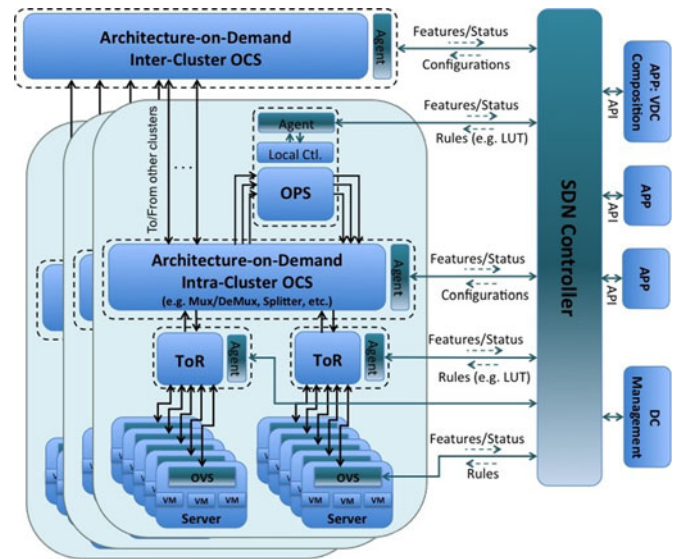 Architecture-on-Demand
Inter-Cluster OCS
Agent
Features/Status
Configurations
To/From other clusters
...
Agent
Local Ctl.
OPS
Features/Status
Rules (e.g. LUT)
Architecture-on-Demand
Intra-Cluster OCS
(e.g. Mux/DeMux, Splitter, etc.)
Agent
Features/Status
Configurations
ToR
Agent
ToR
Agent
Features/Status
Rules (e.g. LUT)
OVS
VM VM VM
Server
OVS
VM VM VM
Server
Features/Status
Rules
SDN Controller
API
APP: VDC
Composition
API
APP
API
APP
DC
Management